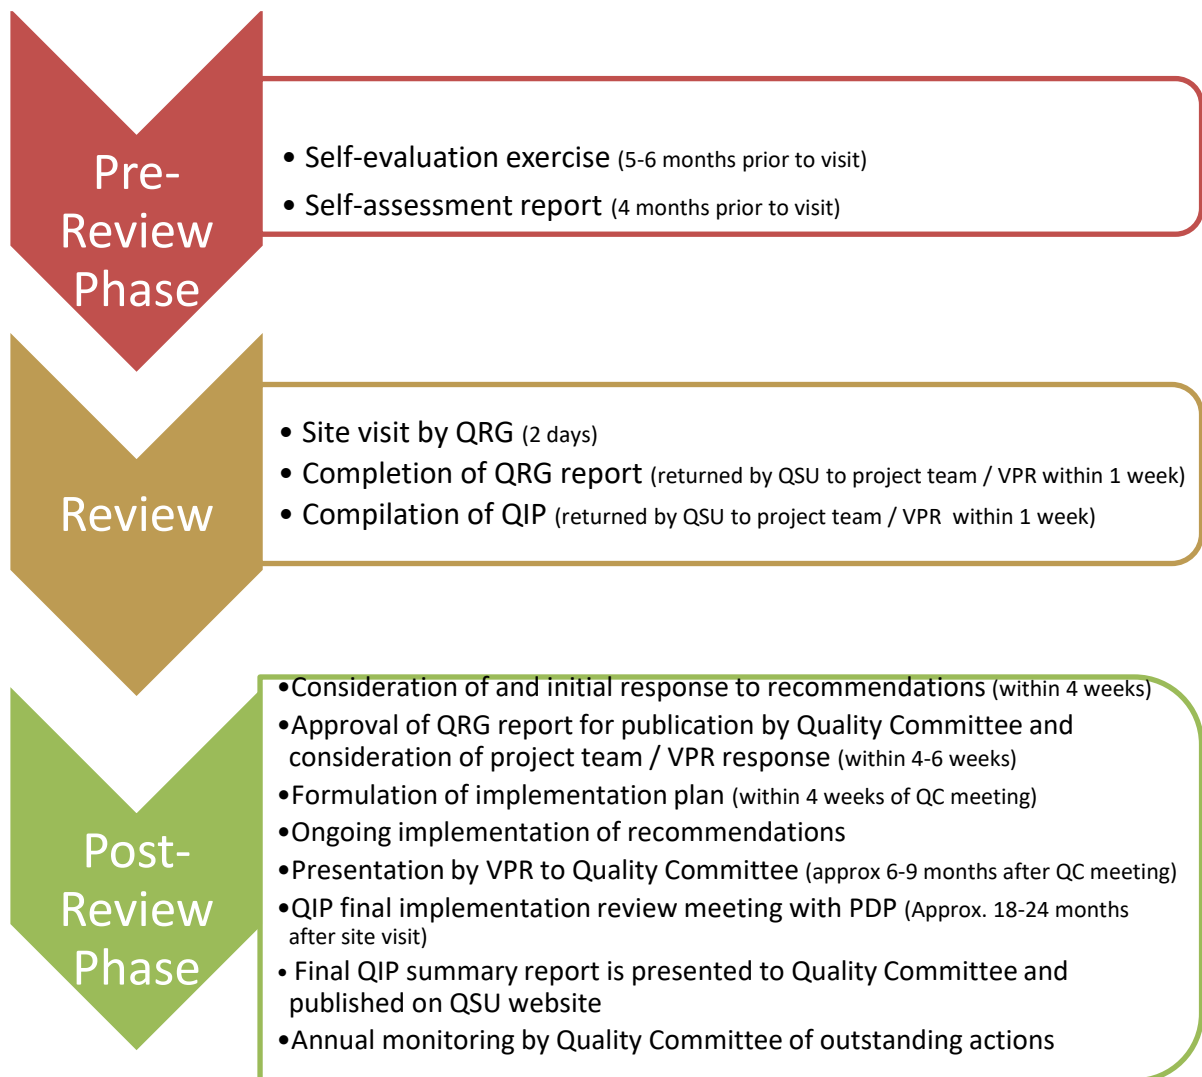 Pre-
Review
Phase
• Self-evaluation exercise (5-6 months prior to visit)
• Self-assessment report (4 months prior to visit)
Review
• Site visit by QRG (2 days)
• Completion of QRG report (returned by QSU to project team / VPR within 1 week)
• Compilation of QIP (returned by QSU to project team / VPR within 1 week)
Post-
Review
Phase
•Consideration of and initial response to recommendations (within 4 weeks)
•Approval of QRG report for publication by Quality Committee and
consideration of project team / VPR response (within 4-6 weeks)
•Formulation of implementation plan (within 4 weeks of QC meeting)
•Ongoing implementation of recommendations
•Presentation by VPR to Quality Committee (approx 6-9 months after QC meeting)
•QIP final implementation review meeting with PDP (Approx. 18-24 months
after site visit)
• Final QIP summary report is presented to Quality Committee and
published on QSU website
•Annual monitoring by Quality Committee of outstanding actions